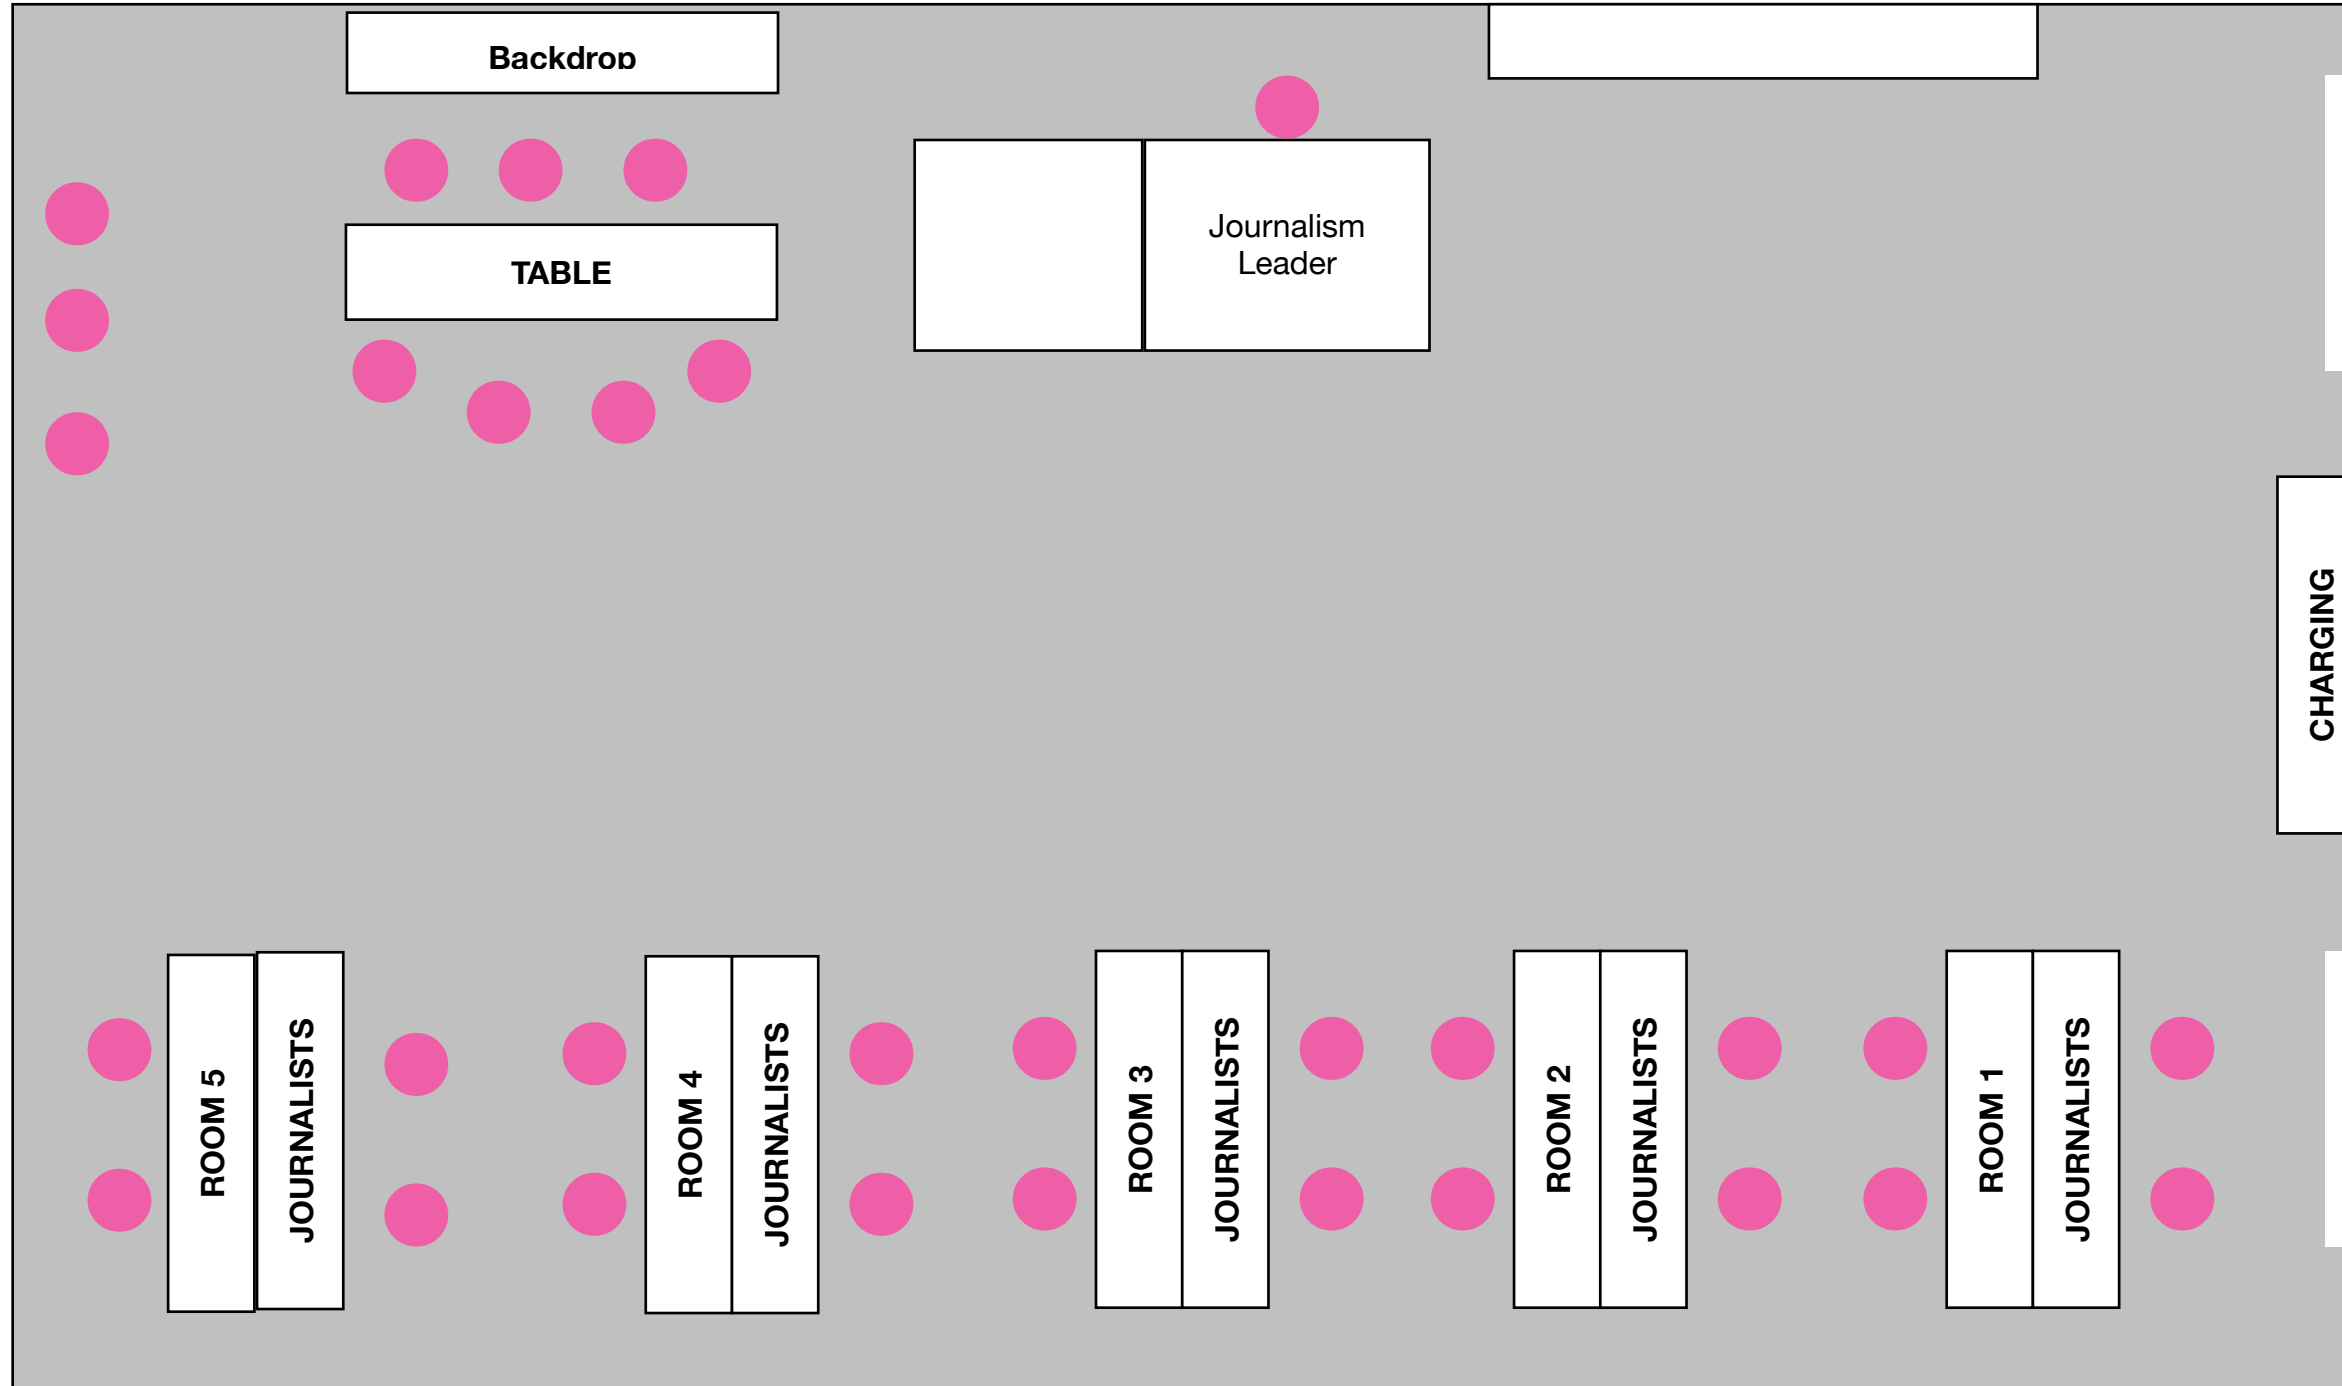 Backdrop
TABLE
Journalism
Leader
CHARGING
ROOM 5
JOURNALISTS
ROOM 4
JOURNALISTS
ROOM 3
JOURNALISTS
ROOM 2
JOURNALISTS
ROOM 1
JOURNALISTS